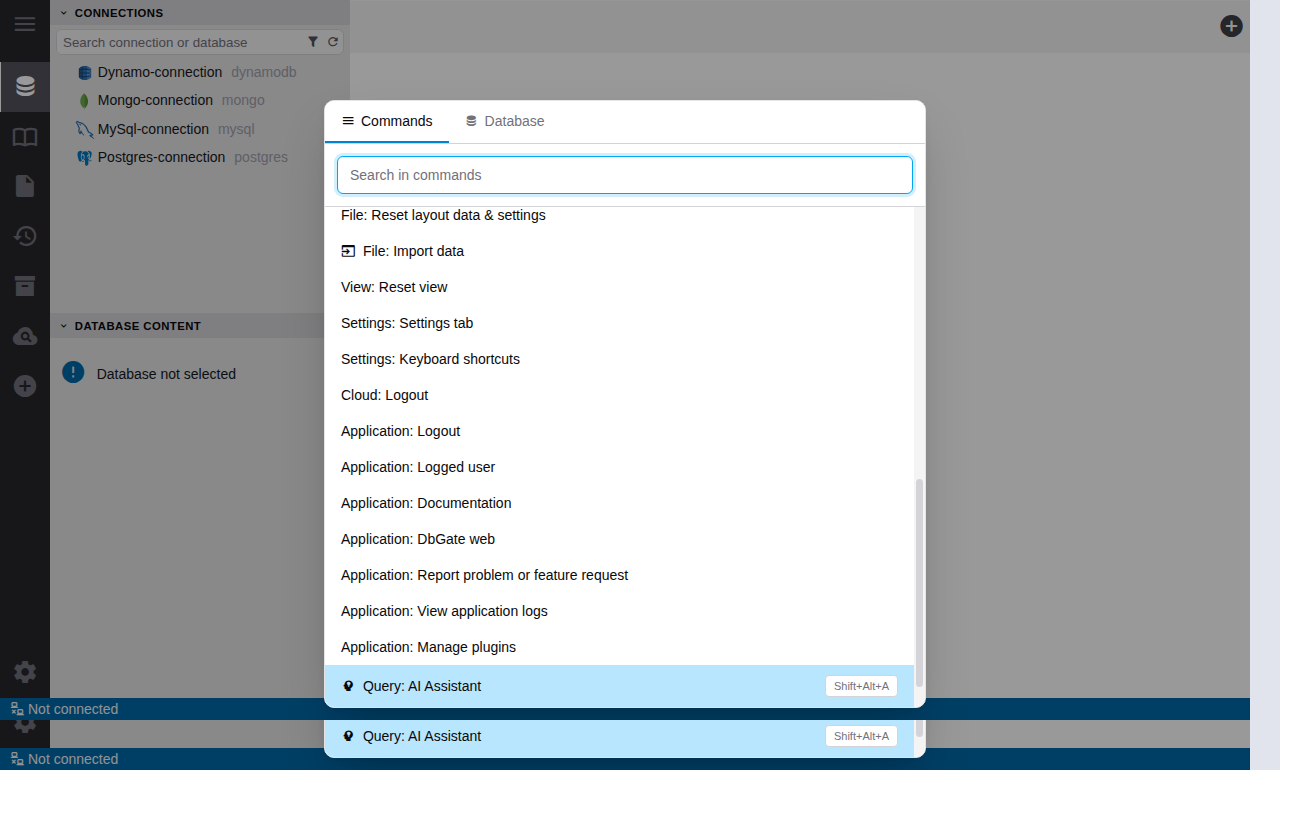 CONNECTIONS
Search connection or database
Dynamo-connection dynamodb
Mongo-connection mongo
MySql-connection mysql
Postgres-connection postgres
DATABASE CONTENT
Database not selected
Commands Database
Search in commands
File: Reset layout data & settings
File: Import data
View: Reset view
Settings: Settings tab
Settings: Keyboard shortcuts
Cloud: Logout
Application: Logout
Application: Logged user
Application: Documentation
Application: DbGate web
Application: Report problem or feature request
Application: View application logs
Application: Manage plugins
Query: AI Assistant Shift+Alt+A
Not connected
Query: AI Assistant Shift+Alt+A
Not connected